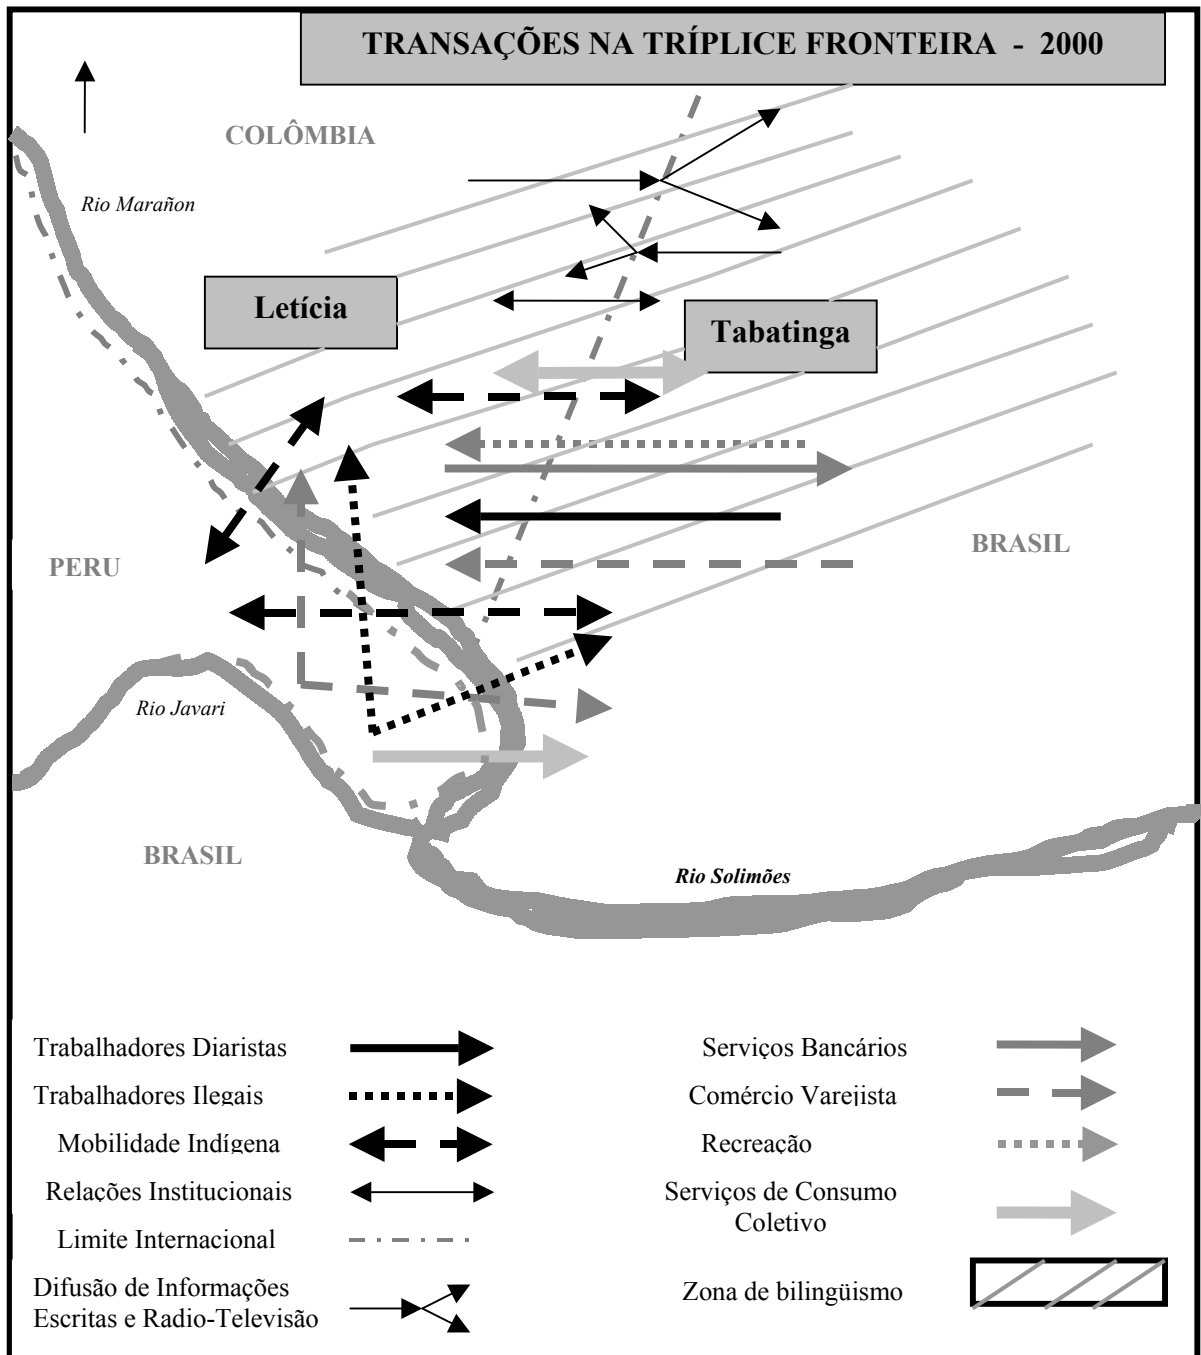 TRANSAÇÕES NA TRÍPLICE FRONTEIRA - 2000
COLÔMBIA
Rio Marañon
Letícia
Tabatinga
PERU
BRASIL
Rio Javari
BRASIL
Rio Solimões
Trabalhadores Diaristas
Trabalhadores Ilegais
Mobilidade Indígena
Relações Institucionais
Limite Internacional
Difusão de Informações
Escritas e Radio-Televisão
Serviços Bancários
Comércio Varejista
Recreação
Serviços de Consumo
Coletivo
Zona de bilingüismo